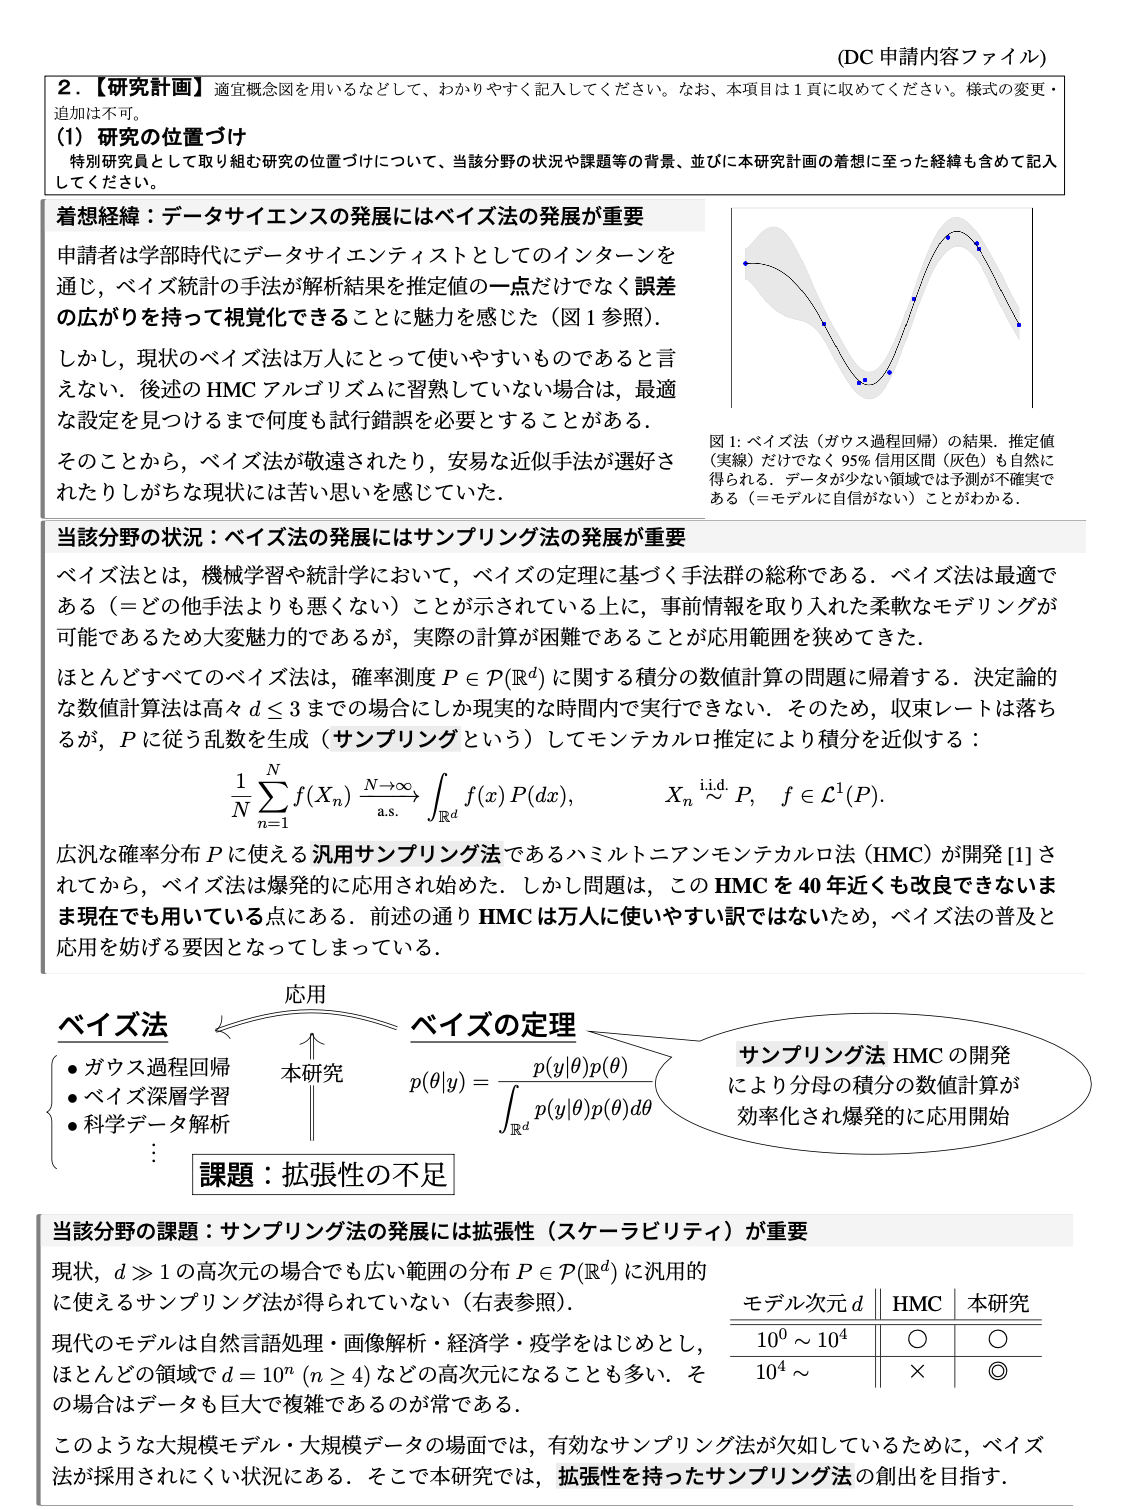 (DC 申請内容ファイル)
２．【研究計画】適宜概念図を用いるなどして、わかりやすく記入してください。なお、本項目は１頁に収めてください。様式の変更・
追加は不可。
(1) 研究の位置づけ
特別研究員として取り組む研究の位置づけについて、当該分野の状況や課題等の背景、並びに本研究計画の着想に至った経緯も含めて記入
してください。
着想経緯：データサイエンスの発展にはベイズ法の発展が重要
申請者は学部時代にデータサイエンティストとしてのインターンを
通じ，ベイズ統計の手法が解析結果を推定値の一点だけでなく誤差
の広がりを持って視覚化できることに魅力を感じた（図 1 参照）．
しかし，現状のベイズ法は万人にとって使いやすいものであると言
えない．後述の HMC アルゴリズムに習熟していない場合は，最適
な設定を見つけるまで何度も試行錯誤を必要とすることがある．
そのことから，ベイズ法が敬遠されたり，安易な近似手法が選好さ
れたりしがちな現状には苦い思いを感じていた．
図 1: ベイズ法（ガウス過程回帰）の結果．推定値
（実線）だけでなく 95% 信用区間（灰色）も自然に
得られる．データが少ない領域では予測が不確実で
ある（＝モデルに自信がない）ことがわかる．
当該分野の状況：ベイズ法の発展にはサンプリング法の発展が重要
ベイズ法とは，機械学習や統計学において，ベイズの定理に基づく手法群の総称である．ベイズ法は最適で
ある（＝どの他手法よりも悪くない）ことが示されている上に，事前情報を取り入れた柔軟なモデリングが
可能であるため大変魅力的であるが，実際の計算が困難であることが応用範囲を狭めてきた．
ほとんどすべてのベイズ法は，確率測度 P ∈ 𝒫(ℝ^d) に関する積分の数値計算の問題に帰着する．決定論的
な数値計算法は高々 d ≤ 3 までの場合にしか現実的な時間内で実行できない．そのため，収束レートは落ち
るが，P に従う乱数を生成（サンプリングという）してモンテカルロ推定により積分を近似する：
1/N ∑_{n=1}^{N} f(X_n) →^{N→∞}_{a.s.} ∫_{ℝ^d} f(x) P(dx), X_n ∼^{i.i.d.} P, f ∈ ℒ^1(P).
広汎な確率分布 P に使える汎用サンプリング法であるハミルトニアンモンテカルロ法（HMC）が開発 [1] さ
れてから，ベイズ法は爆発的に応用され始めた．しかし問題は，この HMC を 40 年近くも改良できないま
ま現在でも用いている点にある．前述の通り HMC は万人に使いやすい訳ではないため，ベイズ法の普及と
応用を妨げる要因となってしまっている．
応用
ベイズ法
ベイズの定理
● ガウス過程回帰
● ベイズ深層学習
● 科学データ解析
⋮
本研究
p(θ|y) = p(y|θ)p(θ) / ∫_{ℝ^d} p(y|θ)p(θ)dθ
サンプリング法 HMC の開発
により分母の積分の数値計算が
効率化され爆発的に応用開始
課題：拡張性の不足
当該分野の課題：サンプリング法の発展には拡張性（スケーラビリティ）が重要
現状，d ≫ 1 の高次元の場合でも広い範囲の分布 P ∈ 𝒫(ℝ^d) に汎用的
に使えるサンプリング法が得られていない（右表参照）．
現代のモデルは自然言語処理・画像解析・経済学・疫学をはじめとし，
ほとんどの領域で d = 10^n (n ≥ 4) などの高次元になることも多い．そ
の場合はデータも巨大で複雑であるのが常である．
モデル次元 d HMC 本研究
10^0 ∼ 10^4 ○ ○
10^4 ∼ × ◎
このような大規模モデル・大規模データの場面では，有効なサンプリング法が欠如しているために，ベイズ
法が採用されにくい状況にある．そこで本研究では，拡張性を持ったサンプリング法の創出を目指す．